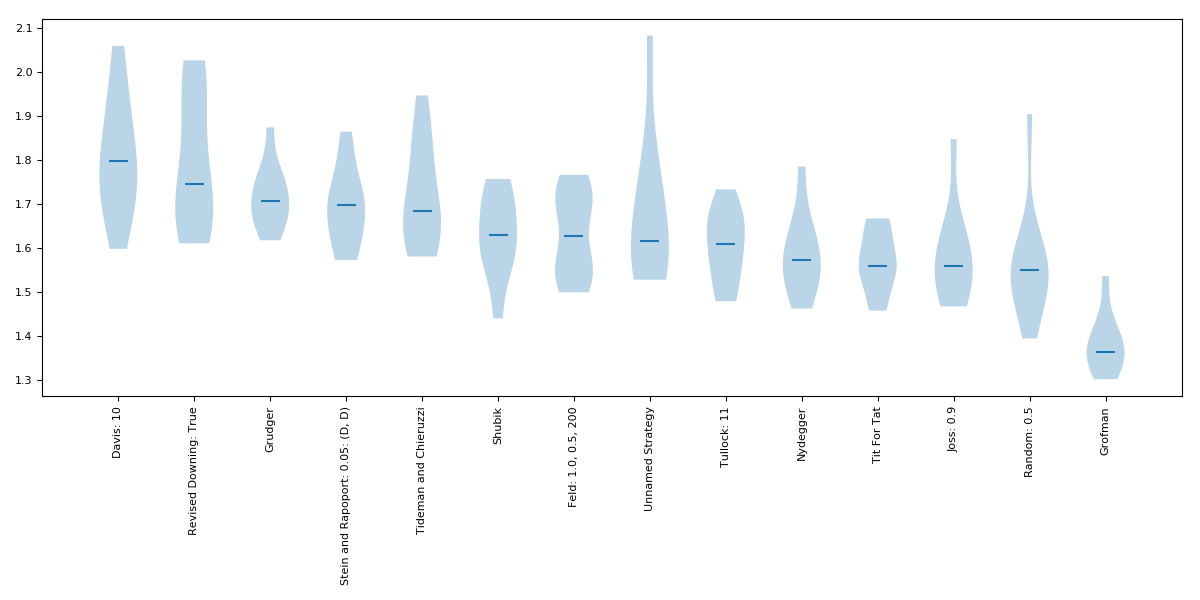 2.1
2.0
1.9
1.8
1.7
1.6
1.5
1.4
1.3
Davis: 10
Revised Downing: True
Grudger
Stein and Rapoport: 0.05: (D, D)
Tideman and Chieruzzi
Shubik
Feld: 1.0, 0.5, 200
Unnamed Strategy
Tullock: 11
Nydegger
Tit For Tat
Joss: 0.9
Random: 0.5
Grofman